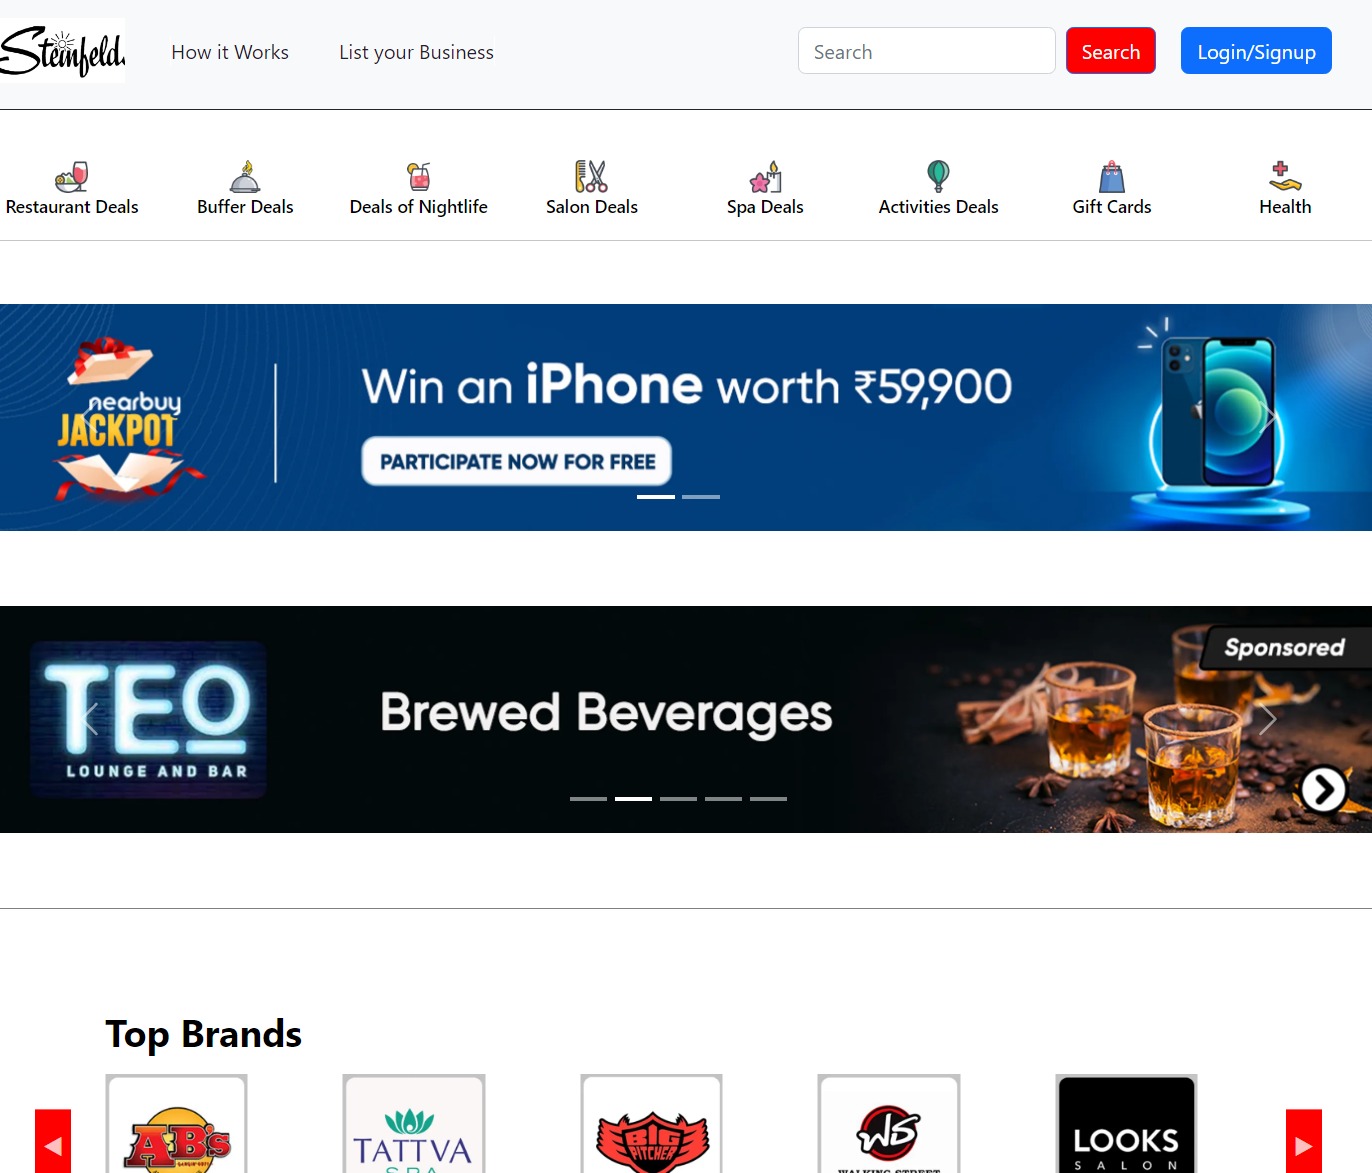 Steinfeld.
How it Works
List your Business
Search
Search
Login/Signup
Restaurant Deals
Buffer Deals
Deals of Nightlife
Salon Deals
Spa Deals
Activities Deals
Gift Cards
Health
nearbuy
JACKPOT
Win an iPhone worth ₹59,900
PARTICIPATE NOW FOR FREE
TEO
LOUNGE AND BAR
Brewed Beverages
Sponsored
Top Brands
AB's
TATTVA
SPA
BIG
PITCHER
WS
WALKING STREET
LOOKS
SALON